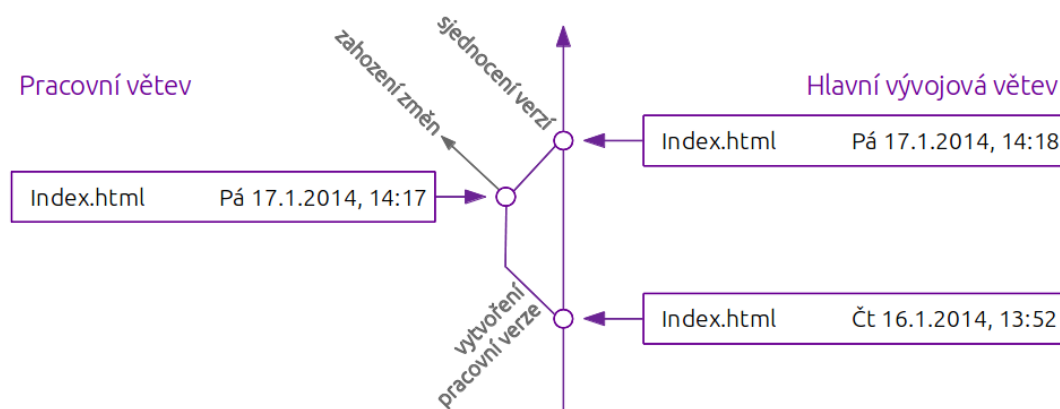 sjednocení verzí
zahození změn
Pracovní větev
Hlavní vývojová větev
Index.html Pá 17.1.2014, 14:18
Index.html Pá 17.1.2014, 14:17
vytvoření
pracovní verze
Index.html Čt 16.1.2014, 13:52